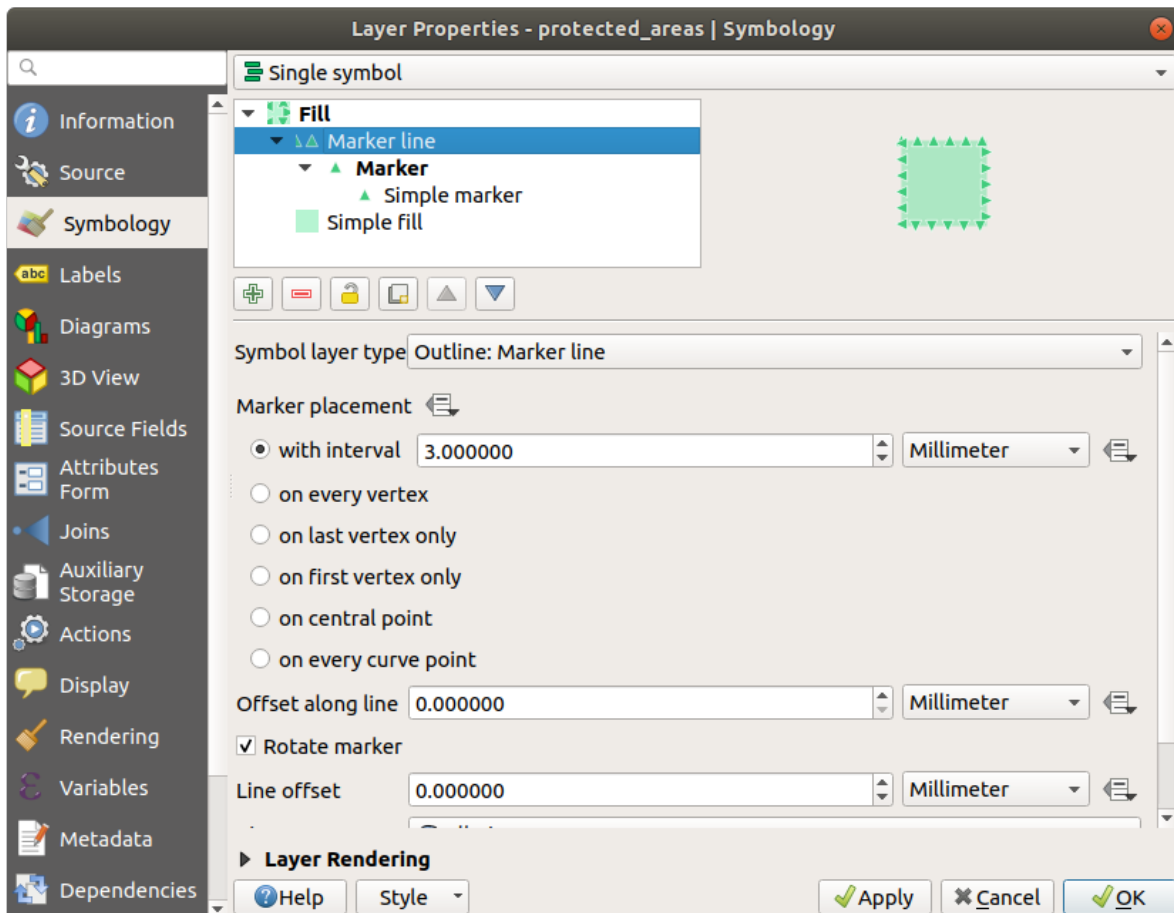 Layer Properties - protected_areas | Symbology
Single symbol
Information
Source
Symbology
abc Labels
Diagrams
3D View
Source Fields
Attributes
Form
Joins
Auxiliary
Storage
Actions
Display
Rendering
Variables
Metadata
Dependencies
Fill
Marker line
Marker
Simple marker
Simple fill
Symbol layer type Outline: Marker line
Marker placement
with interval 3.000000 Millimeter
on every vertex
on last vertex only
on first vertex only
on central point
on every curve point
Offset along line 0.000000 Millimeter
Rotate marker
Line offset 0.000000 Millimeter
Layer Rendering
Help Style Apply Cancel OK